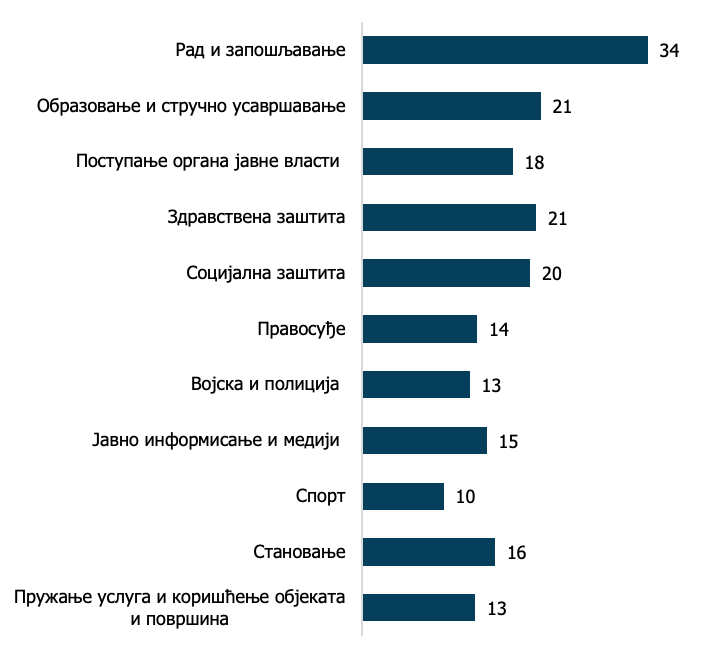 Рад и запошљавање 34
Образовање и стручно усавршавање 21
Поступање органа јавне власти 18
Здравствена заштита 21
Социјална заштита 20
Правосуђе 14
Војска и полиција 13
Јавно информисање и медији 15
Спорт 10
Становање 16
Пружање услуга и коришћење објеката
и површина 13